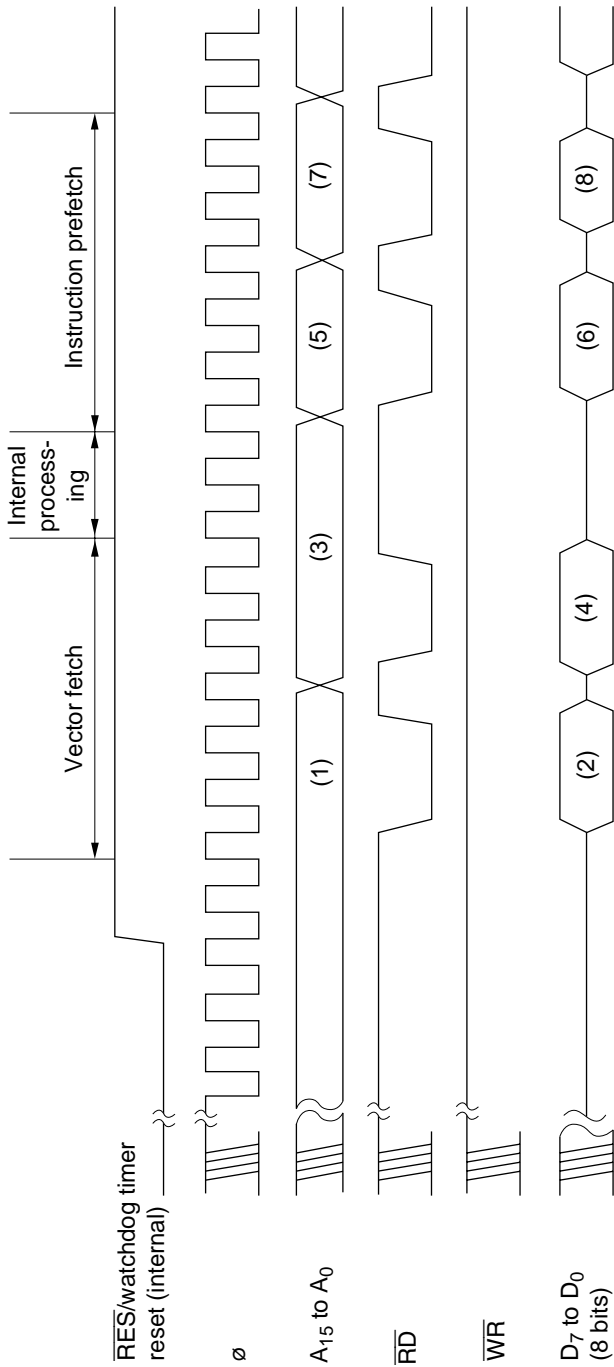 Vector fetch
Internal
process-
ing
Instruction prefetch
RES/watchdog timer
reset (internal)
ø
A15 to A0
(1)
(3)
(5)
(7)
RD
WR
D7 to D0
(8 bits)
(2)
(4)
(6)
(8)